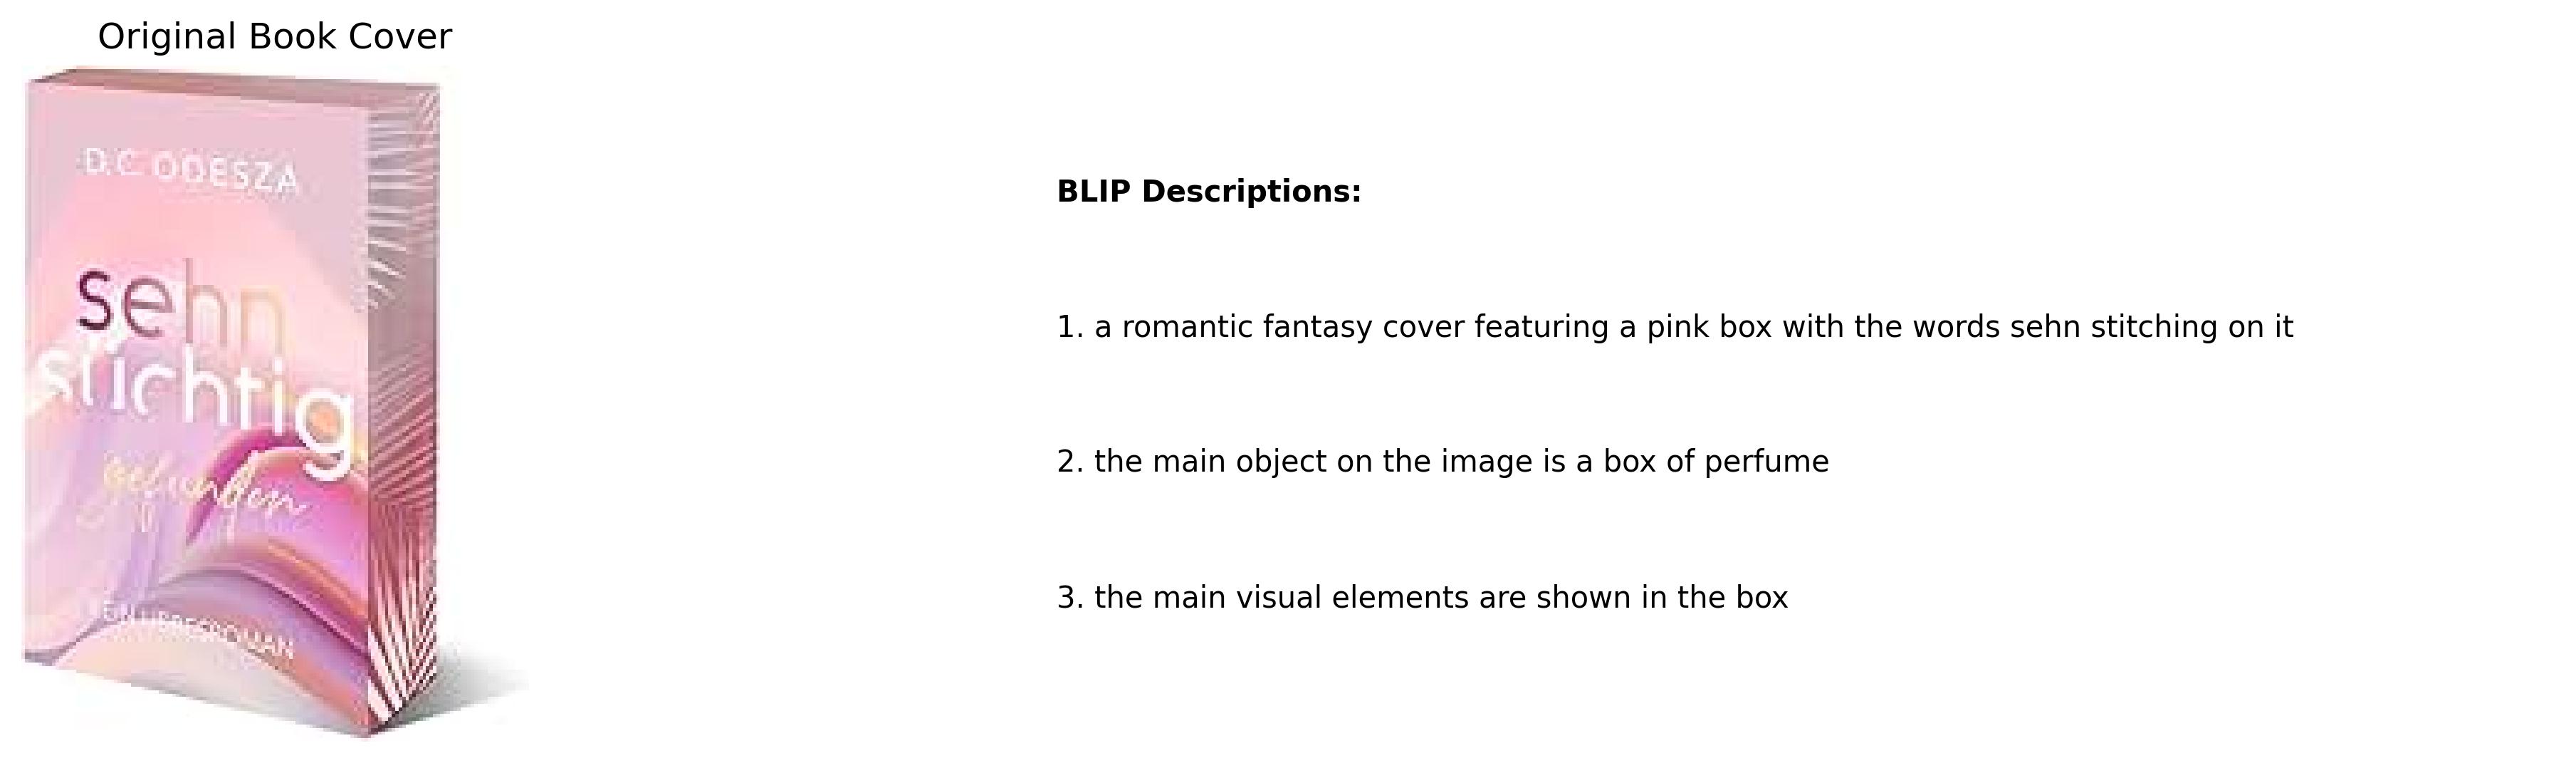 Original Book Cover
D.C. ODESZA
sehn
süchtig
gefunden
EIN LIEBESROMAN
BLIP Descriptions:
1. a romantic fantasy cover featuring a pink box with the words sehn stitching on it
2. the main object on the image is a box of perfume
3. the main visual elements are shown in the box